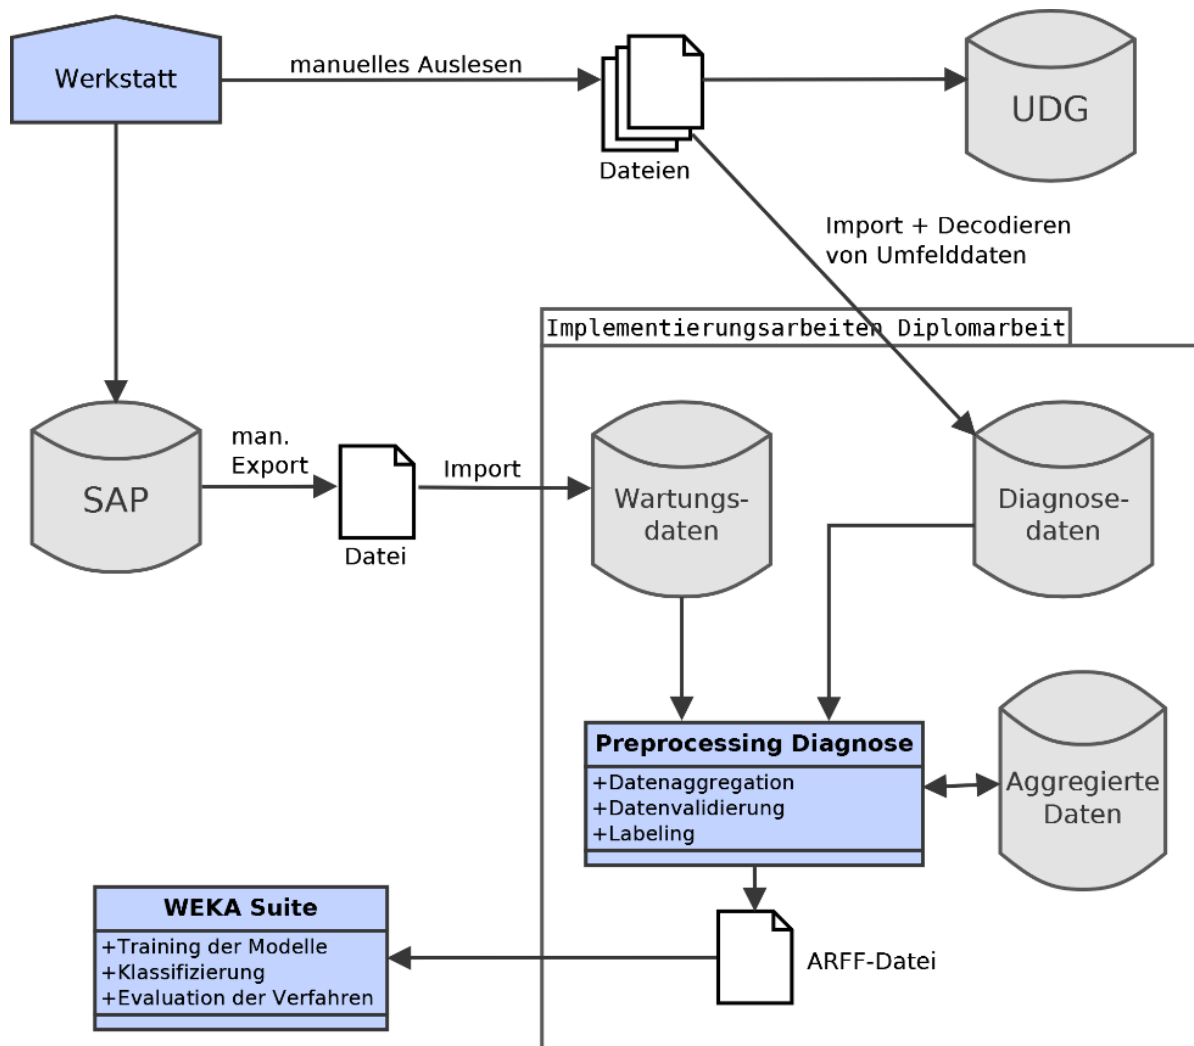 Werkstatt
manuelles Auslesen
Dateien
UDG
Import + Decodieren
von Umfelddaten
Implementierungsarbeiten Diplomarbeit
SAP
man.
Export
Datei
Import
Wartungs-
daten
Diagnose-
daten
Preprocessing Diagnose
+Datenaggregation
+Datenvalidierung
+Labeling
Aggregierte
Daten
WEKA Suite
+Training der Modelle
+Klassifizierung
+Evaluation der Verfahren
ARFF-Datei